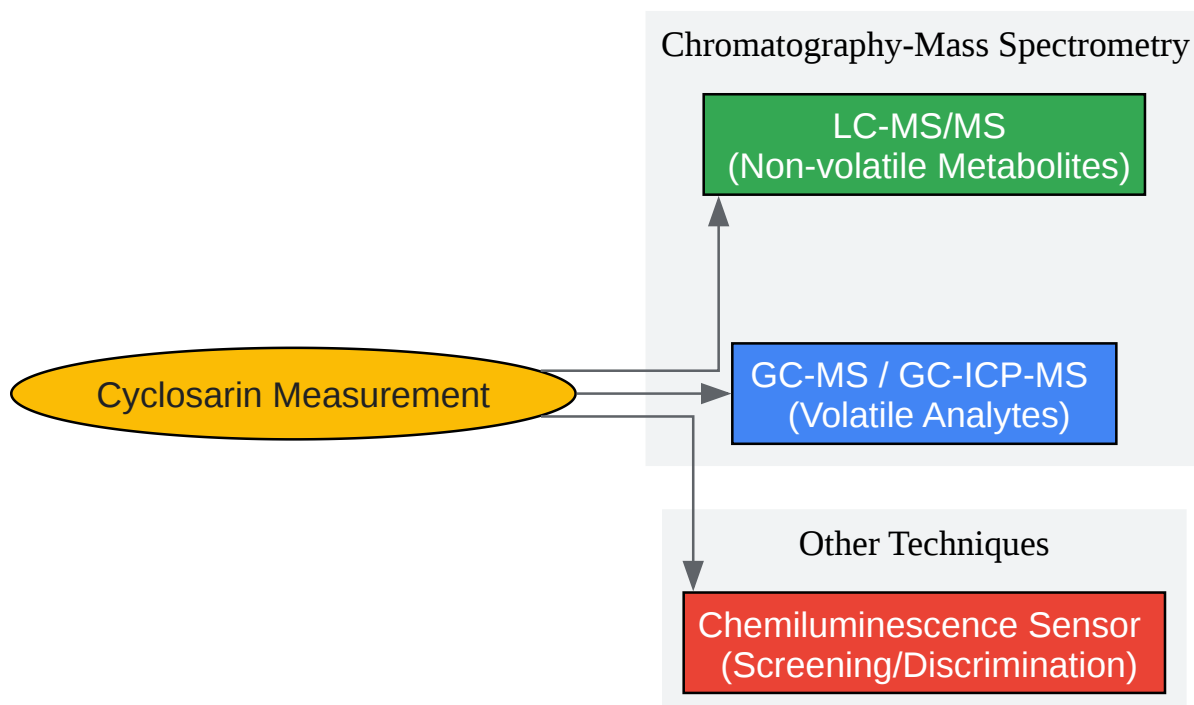 Chromatography-Mass Spectrometry
LC-MS/MS
(Non-volatile Metabolites)
Cyclosarin Measurement
GC-MS / GC-ICP-MS
(Volatile Analytes)
Other Techniques
Chemiluminescence Sensor
(Screening/Discrimination)